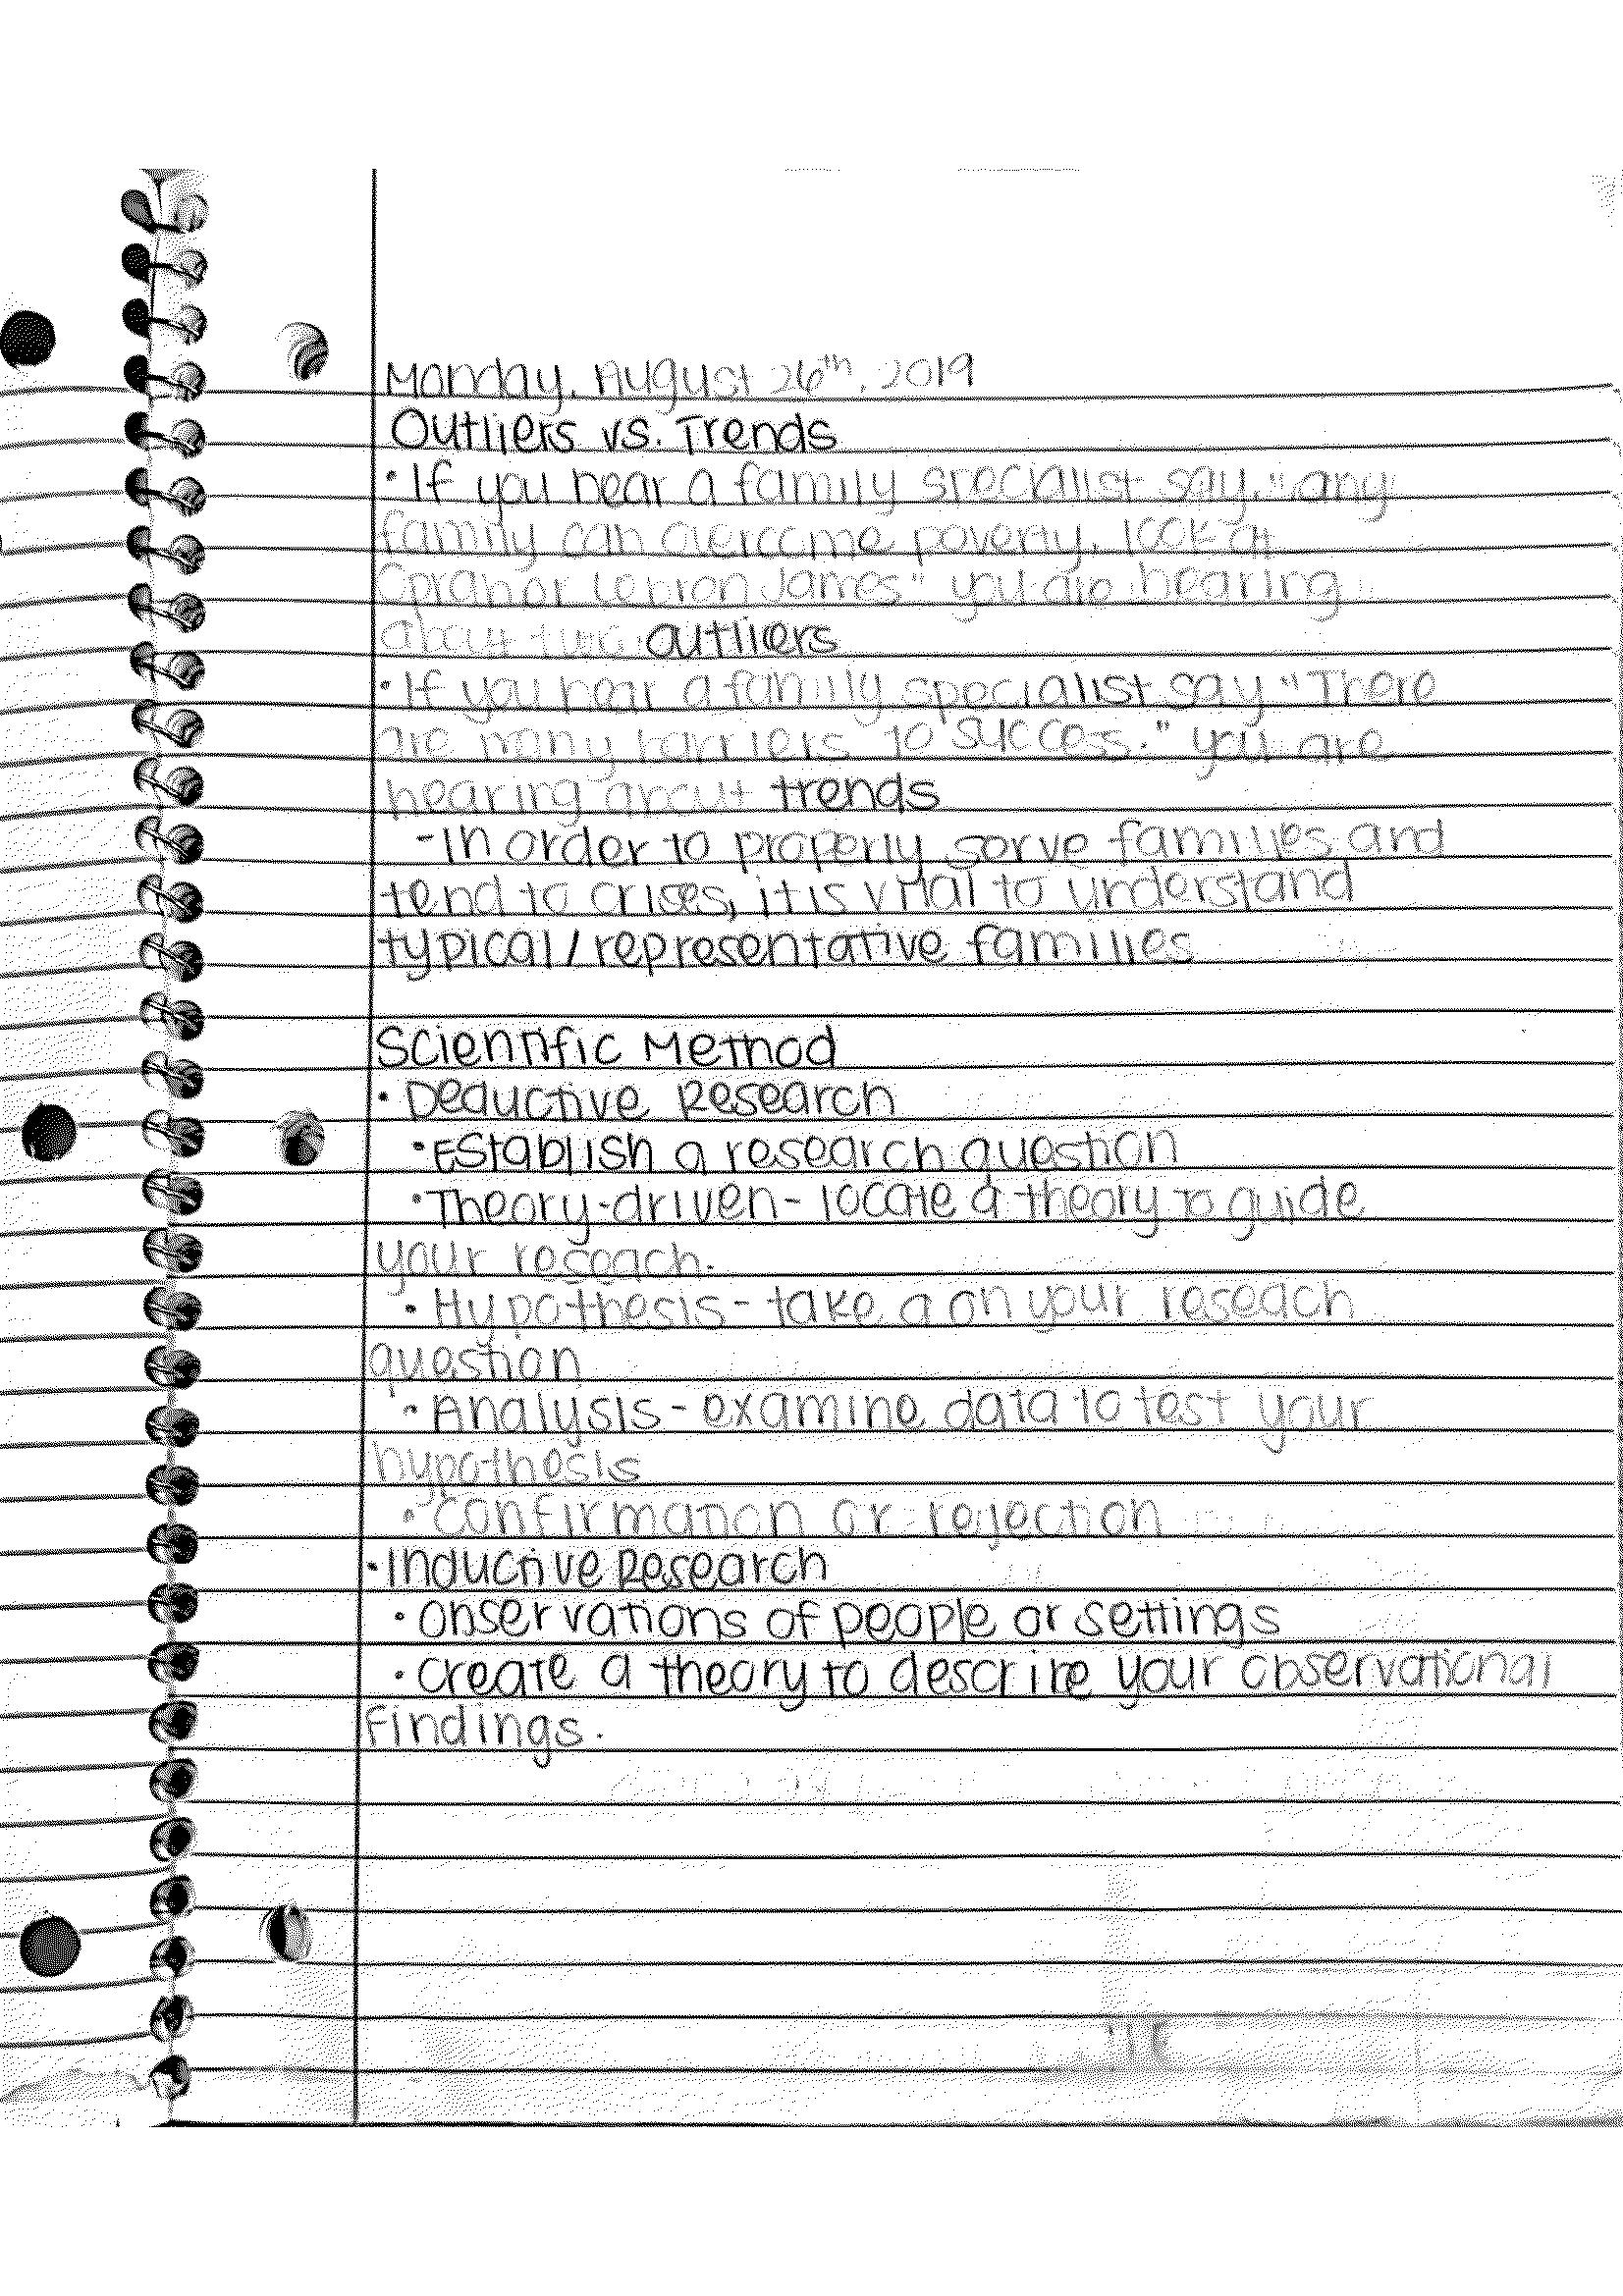 Monday, August 26th, 2019
Outliers vs. Trends
• If you hear a family specialist say, "any
family can overcome poverty, look at
Oprah or Lebron James" you are hearing
about two outliers
• If you hear a family specialist say "There
are many barriers to success." you are
hearing about trends
- In order to properly serve families and
tend to crises, it is vital to understand
typical/representative families
Scientific Method
• Deductive Research
• Establish a research question
• Theory-driven - locate a theory to guide
your reseach.
• Hypothesis - take a on your reseach
question
• Analysis - examine data to test your
hypothesis
• Confirmation or rejection
• Inductive Research
• Observations of people or settings
• Create a theory to describe your observational
findings.